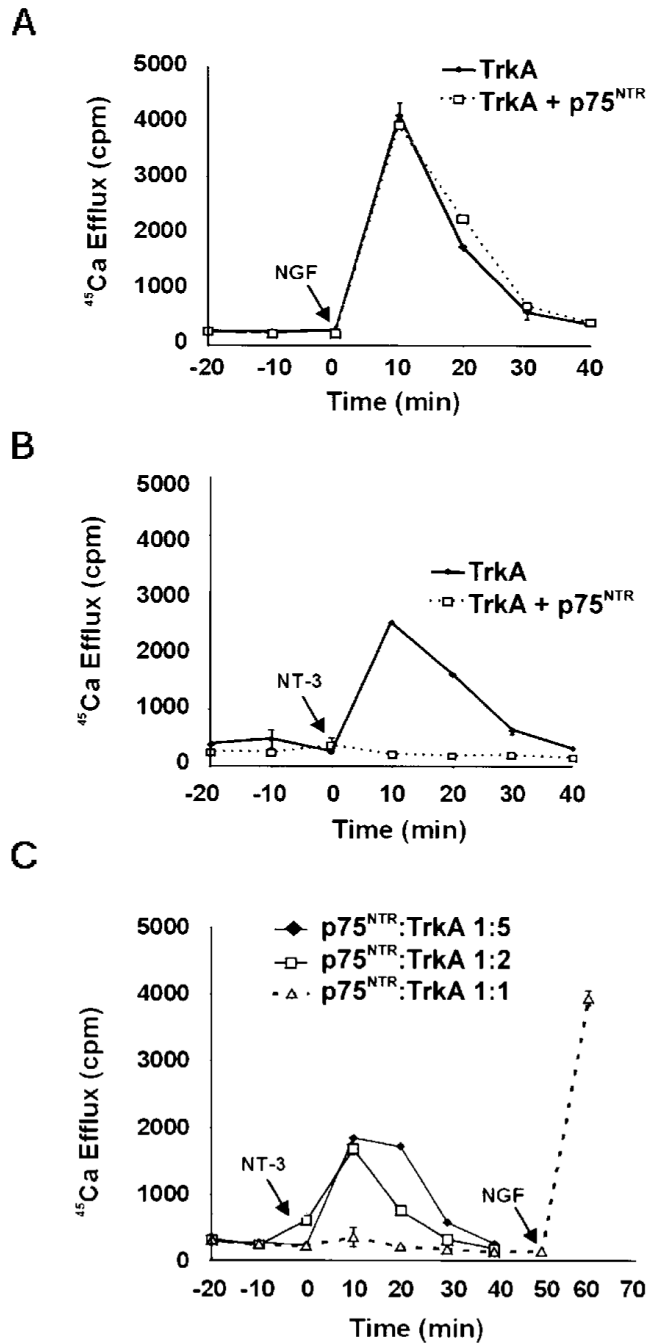 A
5000
4000
3000
2000
1000
0
⁴⁵Ca Efflux (cpm)
TrkA
TrkA + p75ᴺᵀᴿ
NGF
-20 -10 0 10 20 30 40
Time (min)
B
5000
4000
3000
2000
1000
0
⁴⁵Ca Efflux (cpm)
TrkA
TrkA + p75ᴺᵀᴿ
NT-3
-20 -10 0 10 20 30 40
Time (min)
C
5000
4000
3000
2000
1000
0
⁴⁵Ca Efflux (cpm)
p75ᴺᵀᴿ:TrkA 1:5
p75ᴺᵀᴿ:TrkA 1:2
p75ᴺᵀᴿ:TrkA 1:1
NT-3
NGF
-20 -10 0 10 20 30 40 50 60 70
Time (min)